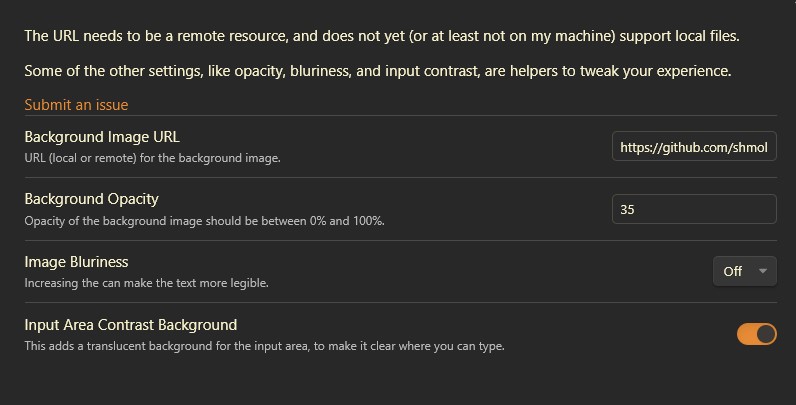 The URL needs to be a remote resource, and does not yet (or at least not on my machine) support local files.
Some of the other settings, like opacity, bluriness, and input contrast, are helpers to tweak your experience.
Submit an issue
Background Image URL
URL (local or remote) for the background image.
https://github.com/shmol
Background Opacity
Opacity of the background image should be between 0% and 100%.
35
Image Bluriness
Increasing the can make the text more legible.
Off
Input Area Contrast Background
This adds a translucent background for the input area, to make it clear where you can type.